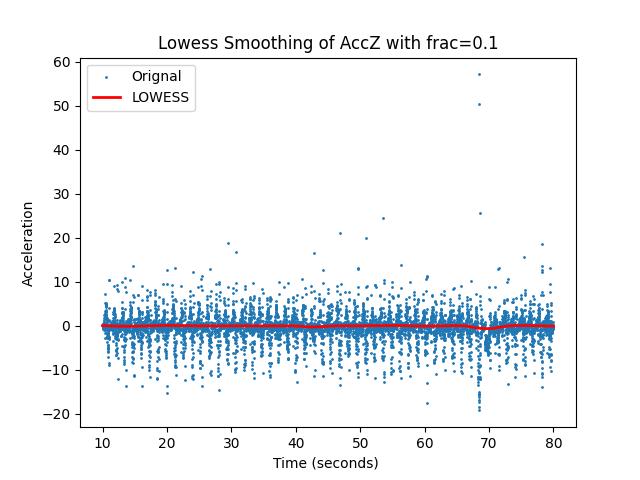 Lowess Smoothing of AccZ with frac=0.1
Orignal
LOWESS
60
50
40
30
20
10
0
−10
−20
Acceleration
10 20 30 40 50 60 70 80
Time (seconds)